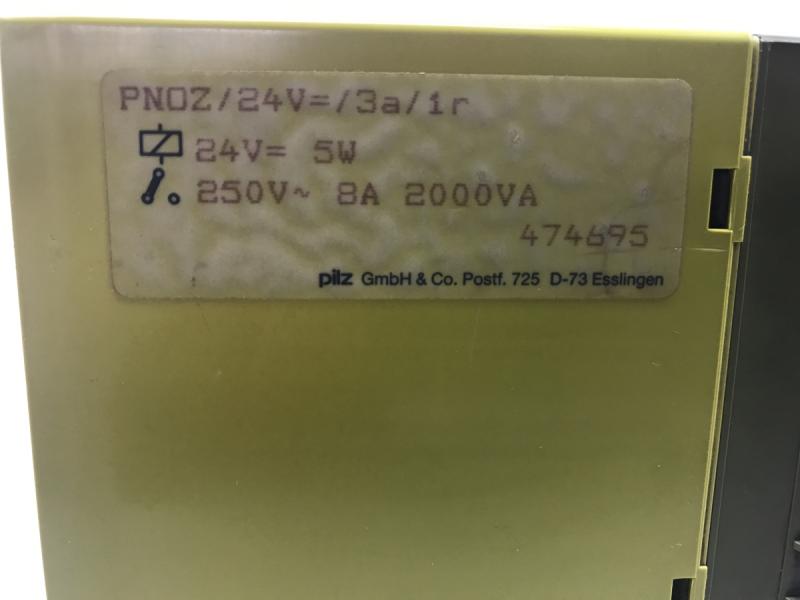 PNOZ/24V=/3a/1r
24V= 5W
250V~ 8A 2000VA
474695
pilz GmbH & Co. Postf. 725 D-73 Esslingen